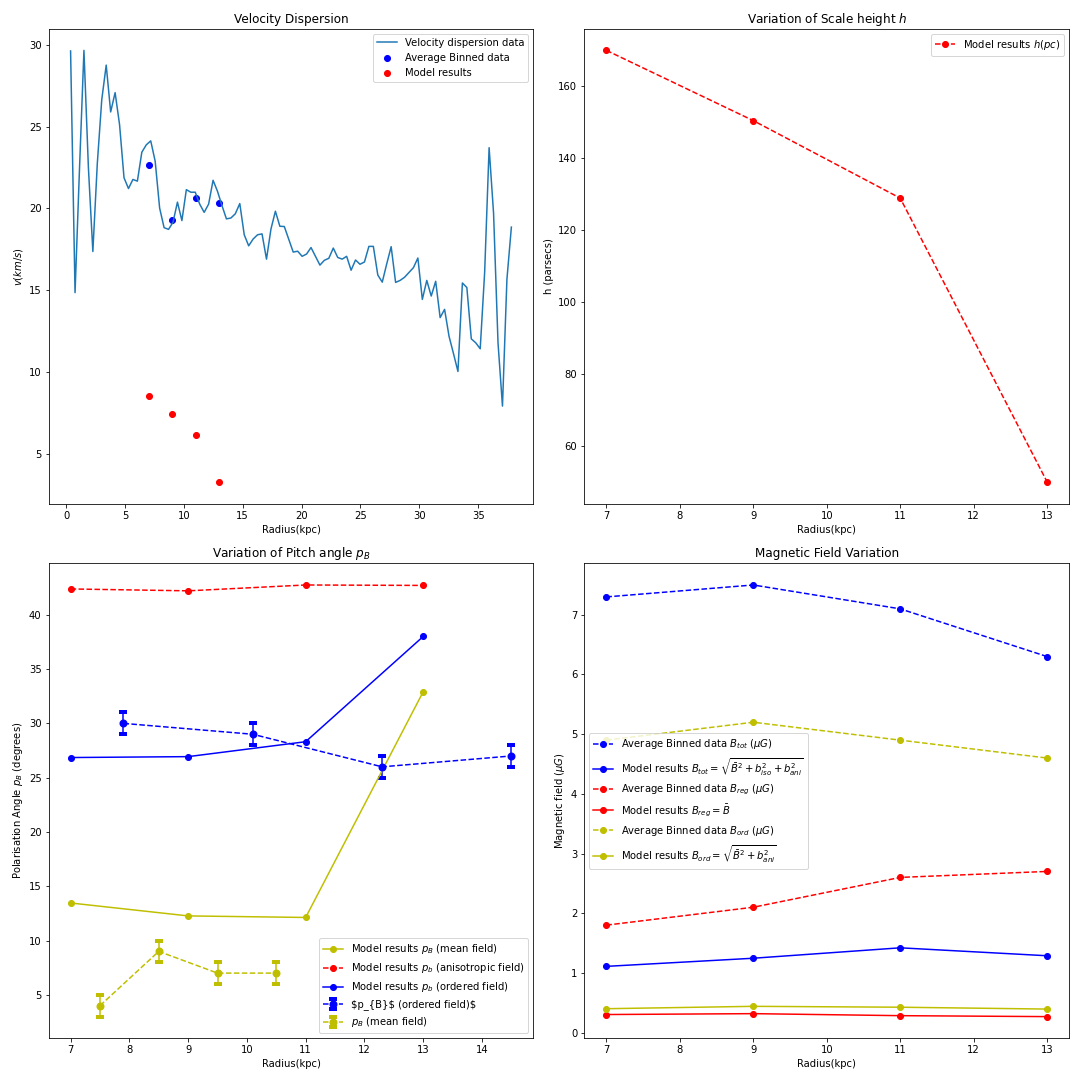 Velocity Dispersion
Velocity dispersion data
Average Binned data
Model results
v(km/s)
30
25
20
15
10
5
0 5 10 15 20 25 30 35
Radius(kpc)
Variation of Scale height h
Model results h(pc)
h (parsecs)
160
140
120
100
80
60
7 8 9 10 11 12 13
Radius(kpc)
Variation of Pitch angle p_B
Polarisation Angle p_B (degrees)
40
35
30
25
20
15
10
5
Model results p_B (mean field)
Model results p_b (anisotropic field)
Model results p_b (ordered field)
$p_{B}$ (ordered field)$
p_B (mean field)
7 8 9 10 11 12 13 14
Radius(kpc)
Magnetic Field Variation
Magnetic field (μG)
7
6
5
4
3
2
1
0
Average Binned data B_tot (μG)
Model results B_tot = √(B̄² + b²_iso + b²_ani)
Average Binned data B_reg (μG)
Model results B_reg = B̄
Average Binned data B_ord (μG)
Model results B_ord = √(B̄² + b²_ani)
7 8 9 10 11 12 13
Radius(kpc)